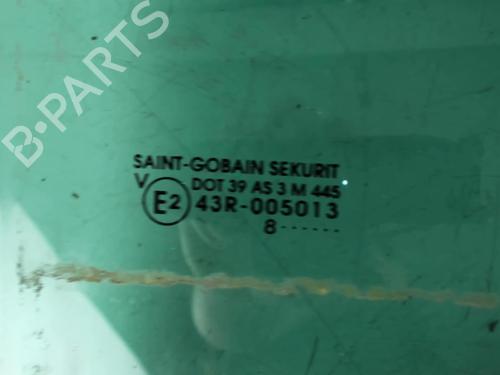 B-PARTS
SAINT-GOBAIN SEKURIT
V DOT 39 AS 3 M 445
E2 43R-005013
8------